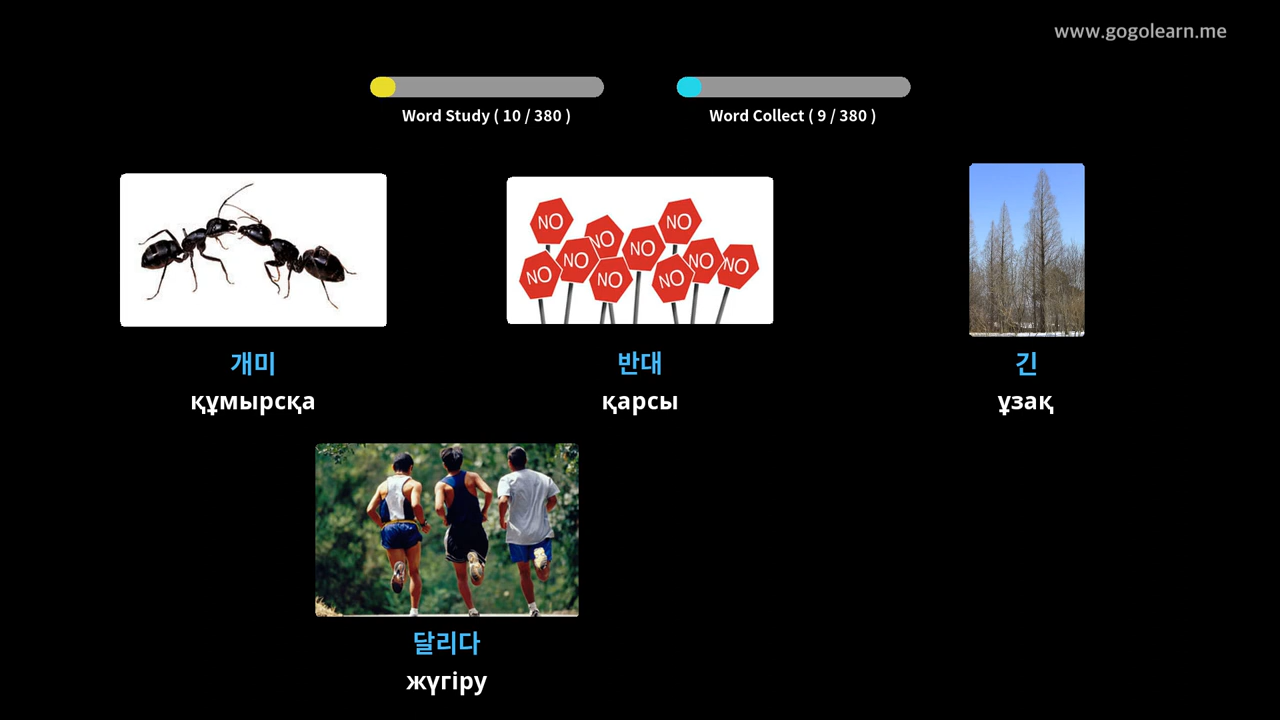 www.gogolearn.me
Word Study ( 10 / 380 )
Word Collect ( 9 / 380 )
NO
NO
NO
NO
NO
NO
NO
NO
NO
NO
개미
құмырсқа
반대
қарсы
긴
ұзақ
달리다
жүгіру